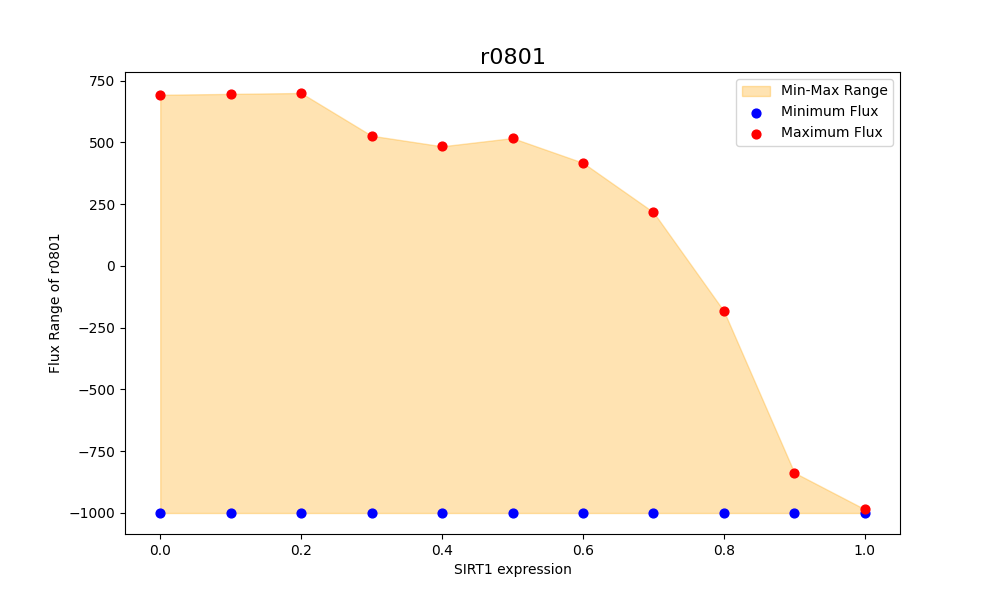 r0801
750
500
250
0
−250
−500
−750
−1000
Flux Range of r0801
Min-Max Range
Minimum Flux
Maximum Flux
0.0 0.2 0.4 0.6 0.8 1.0
SIRT1 expression